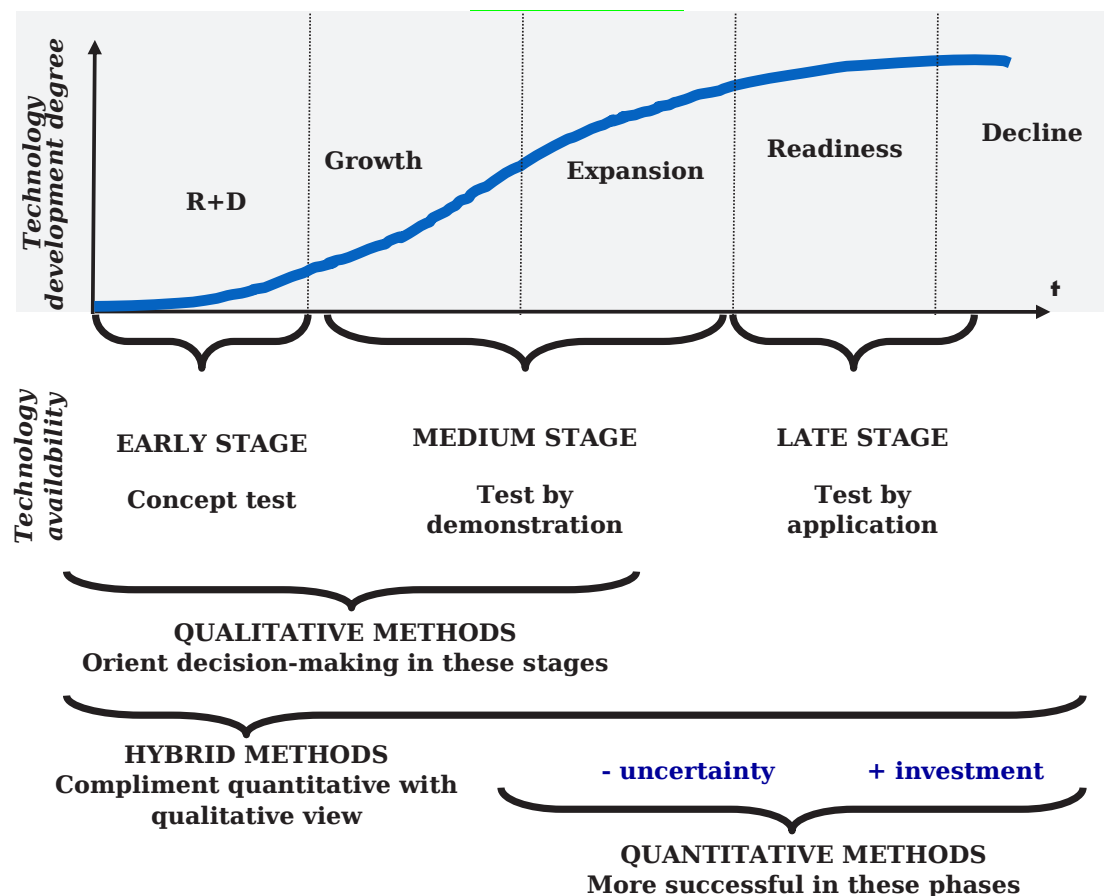 Technology
development degree
R+D
Growth
Expansion
Readiness
Decline
t
Technology
availability
EARLY STAGE
Concept test
MEDIUM STAGE
Test by
demonstration
LATE STAGE
Test by
application
QUALITATIVE METHODS
Orient decision-making in these stages
HYBRID METHODS
Compliment quantitative with
qualitative view
- uncertainty
+ investment
QUANTITATIVE METHODS
More successful in these phases